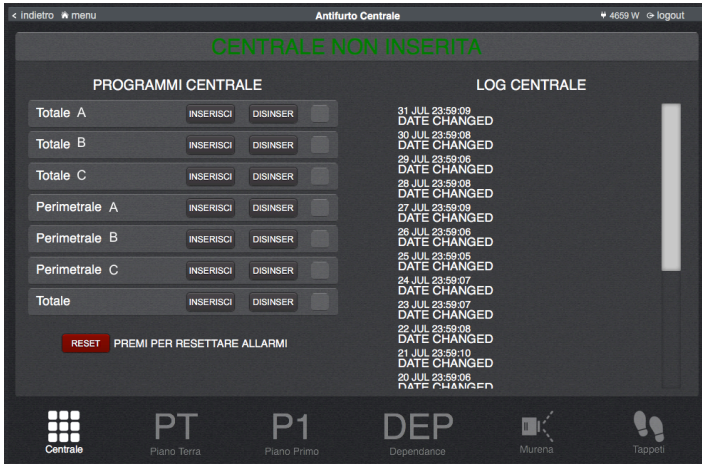 < indietro menu Antifurto Centrale 4659 W logout
CENTRALE NON INSERITA
PROGRAMMI CENTRALE
Totale A INSERISCI DISINSER
Totale B INSERISCI DISINSER
Totale C INSERISCI DISINSER
Perimetrale A INSERISCI DISINSER
Perimetrale B INSERISCI DISINSER
Perimetrale C INSERISCI DISINSER
Totale INSERISCI DISINSER
RESET PREMI PER RESETTARE ALLARMI
LOG CENTRALE
31 JUL 23:59:09
DATE CHANGED
30 JUL 23:59:08
DATE CHANGED
29 JUL 23:59:06
DATE CHANGED
28 JUL 23:59:08
DATE CHANGED
27 JUL 23:59:09
DATE CHANGED
26 JUL 23:59:06
DATE CHANGED
25 JUL 23:59:05
DATE CHANGED
24 JUL 23:59:07
DATE CHANGED
23 JUL 23:59:07
DATE CHANGED
22 JUL 23:59:08
DATE CHANGED
21 JUL 23:59:10
DATE CHANGED
20 JUL 23:59:06
DATE CHANGED
PT P1 DEP
Centrale Piano Terra Piano Primo Dependance Murena Tappeti